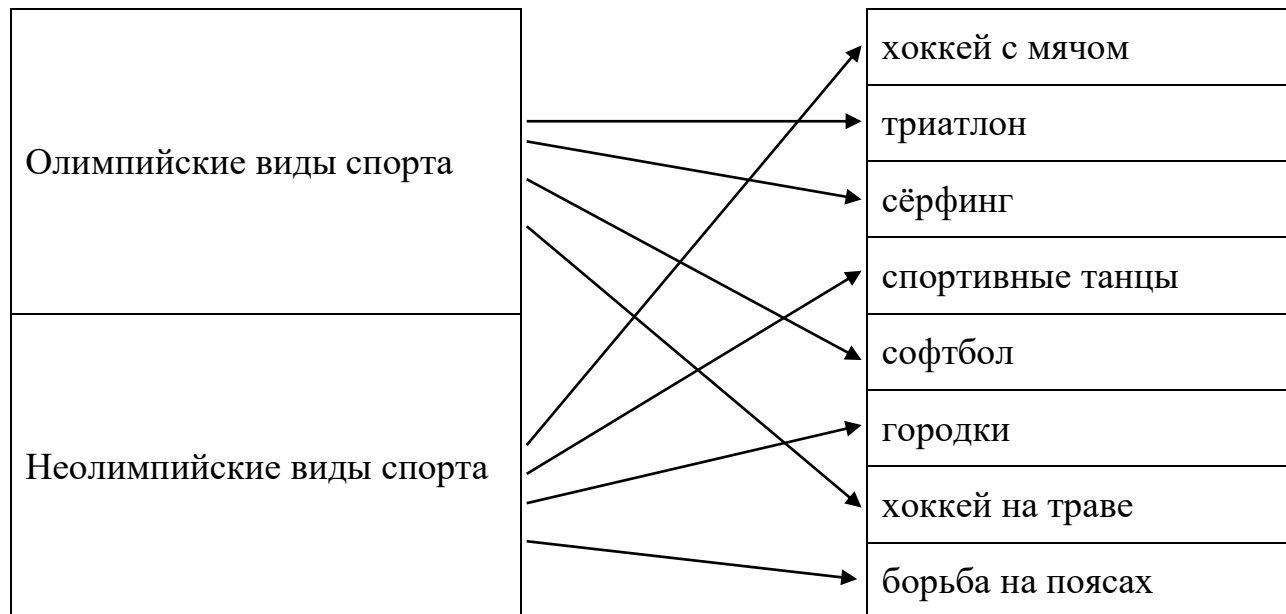 Олимпийские виды спорта
Неолимпийские виды спорта
хоккей с мячом
триатлон
сёрфинг
спортивные танцы
софтбол
городки
хоккей на траве
борьба на поясах